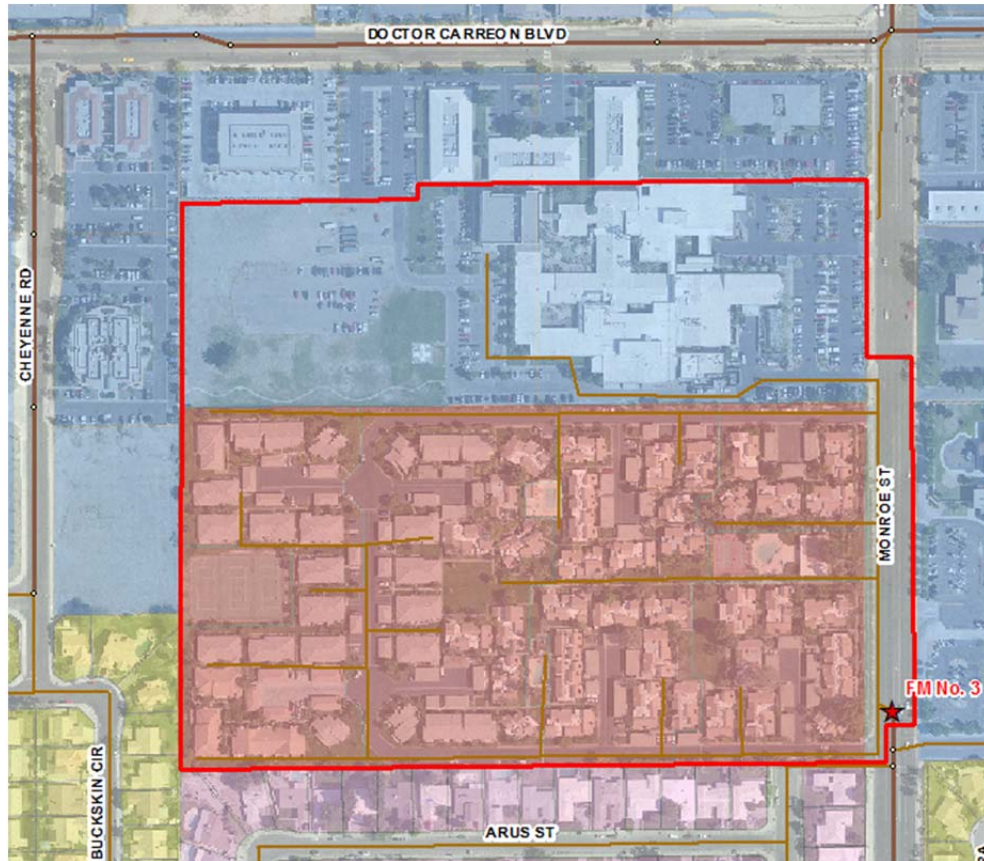 DOCTOR CARREON BLVD
CHEYENNE RD
MONROE ST
FM No. 3
BUCKSKIN CIR
ARUS ST